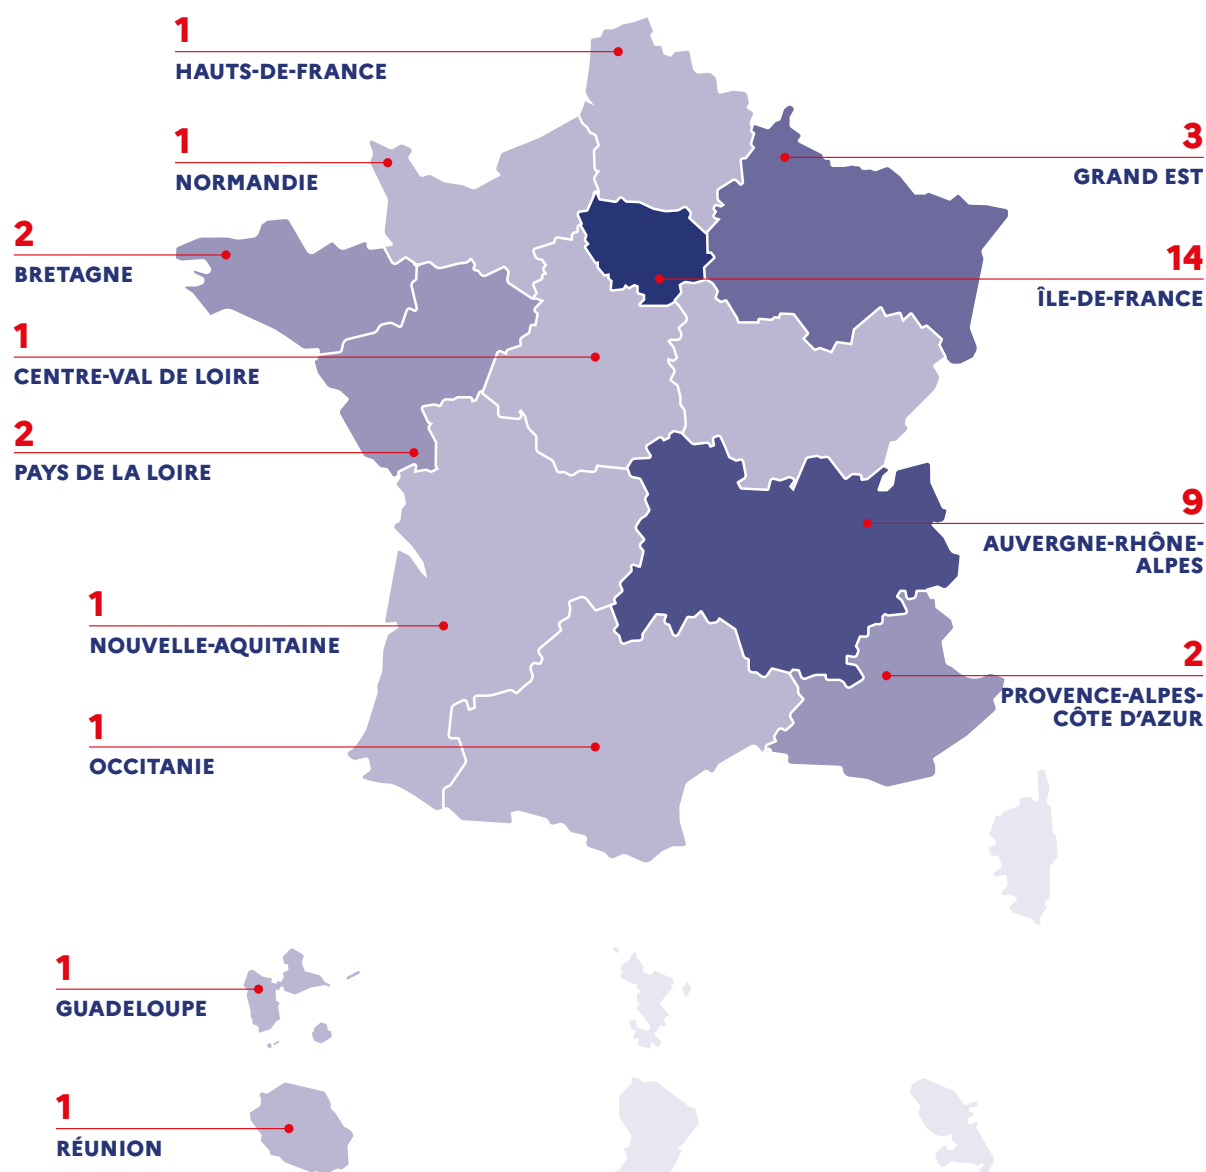 1
HAUTS-DE-FRANCE
1
NORMANDIE
3
GRAND EST
2
BRETAGNE
14
ÎLE-DE-FRANCE
1
CENTRE-VAL DE LOIRE
2
PAYS DE LA LOIRE
9
AUVERGNE-RHÔNE-
ALPES
1
NOUVELLE-AQUITAINE
2
PROVENCE-ALPES-
CÔTE D’AZUR
1
OCCITANIE
1
GUADELOUPE
1
RÉUNION